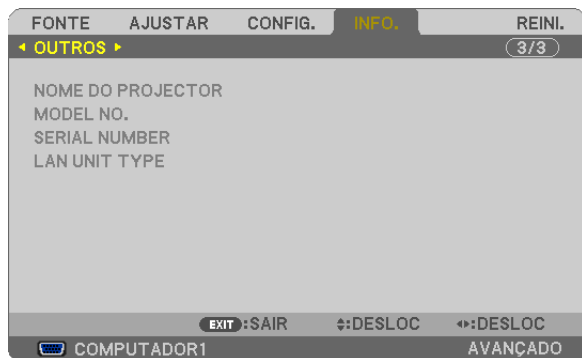 FONTE AJUSTAR CONFIG. INFO. REINI.
OUTROS 3/3
NOME DO PROJECTOR
MODEL NO.
SERIAL NUMBER
LAN UNIT TYPE
EXIT :SAIR :DESLOC :DESLOC
COMPUTADOR1 AVANÇADO